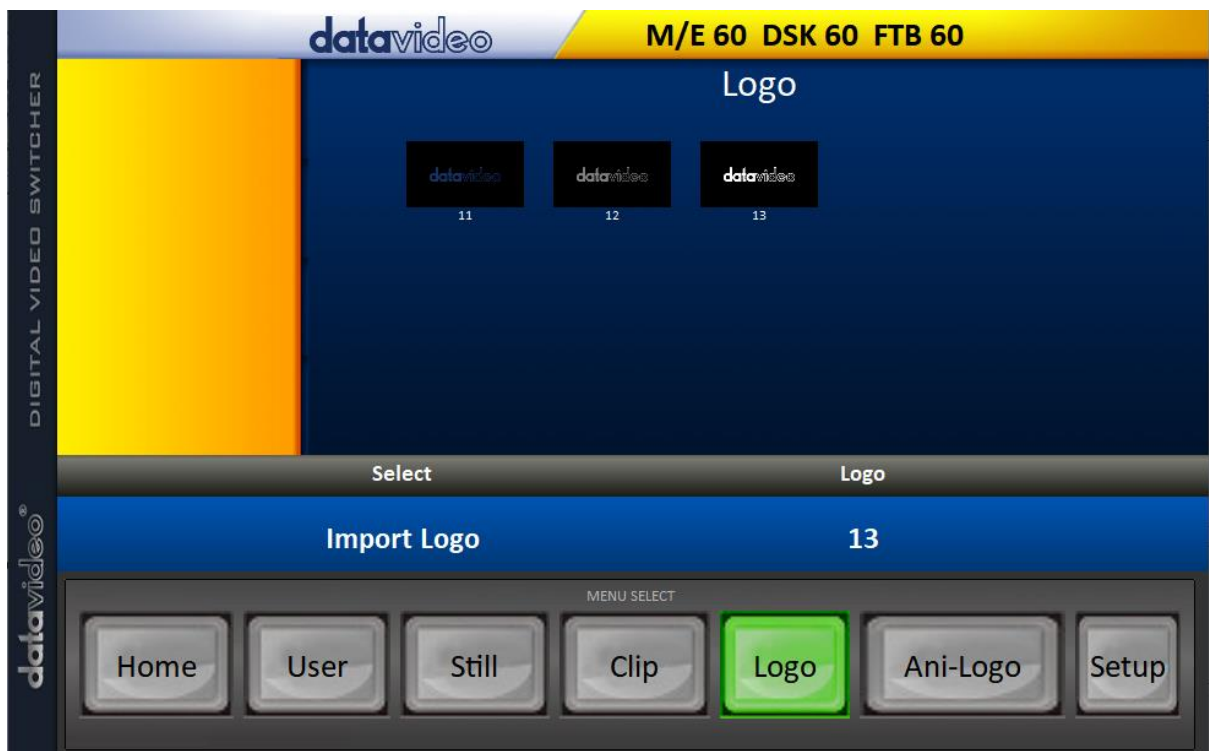 datavideo
M/E 60 DSK 60 FTB 60
DIGITAL VIDEO SWITCHER
datavideo®
Logo
datavideo
datavideo
datavideo
11
12
13
Select
Logo
Import Logo
13
MENU SELECT
Home
User
Still
Clip
Logo
Ani-Logo
Setup